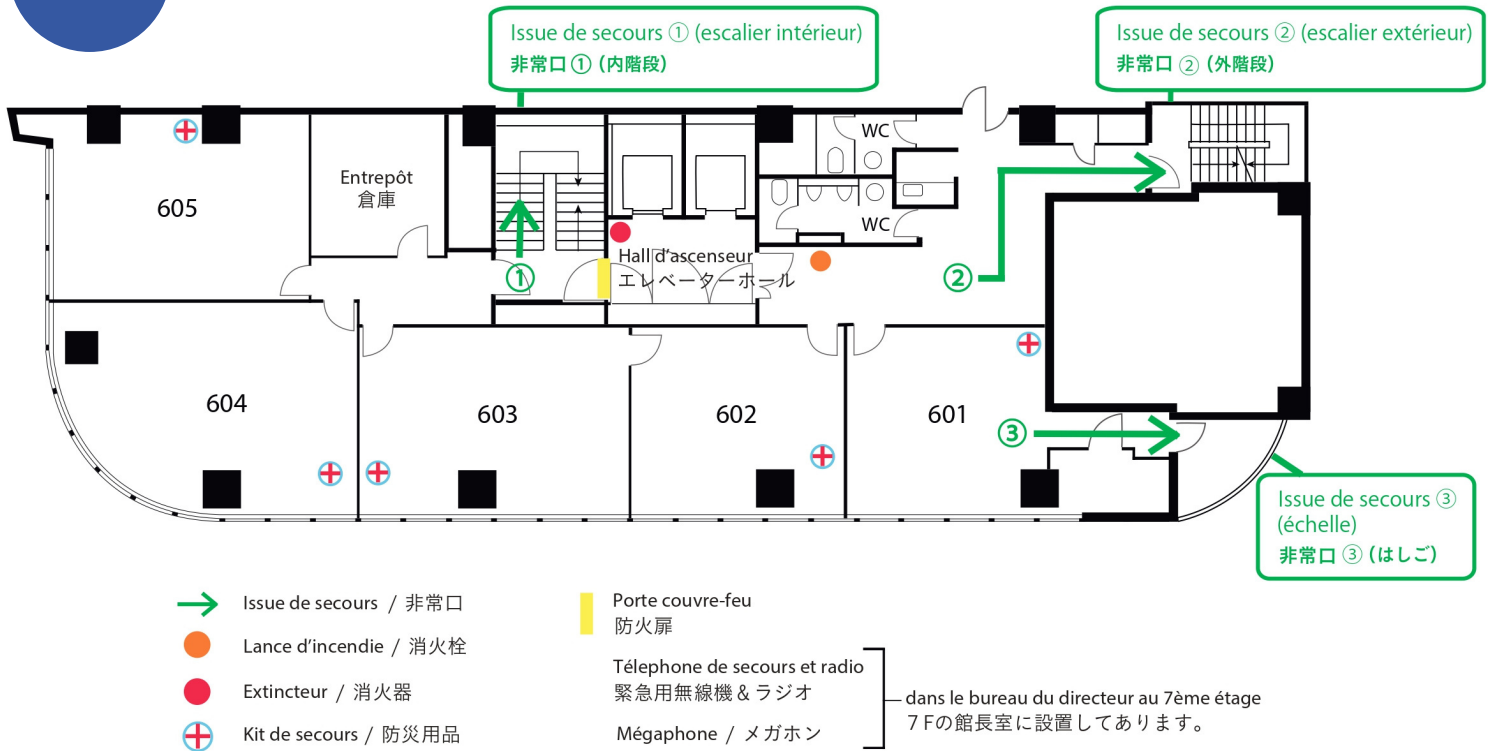 Issue de secours ① (escalier intérieur)
非常口 ① (内階段)
Issue de secours ② (escalier extérieur)
非常口 ② (外階段)
WC
Entrepôt
倉庫
605
WC
Hall d'ascenseur
エレベーターホール
①
②
604
603
602
601
③
Issue de secours ③
(échelle)
非常口 ③ (はしご)
Issue de secours / 非常口
Lance d'incendie / 消火栓
Extincteur / 消火器
Kit de secours / 防災用品
Porte couvre-feu
防火扉
Télephone de secours et radio
緊急用無線機＆ラジオ
Mégaphone / メガホン
dans le bureau du directeur au 7ème étage
７Fの館長室に設置してあります。